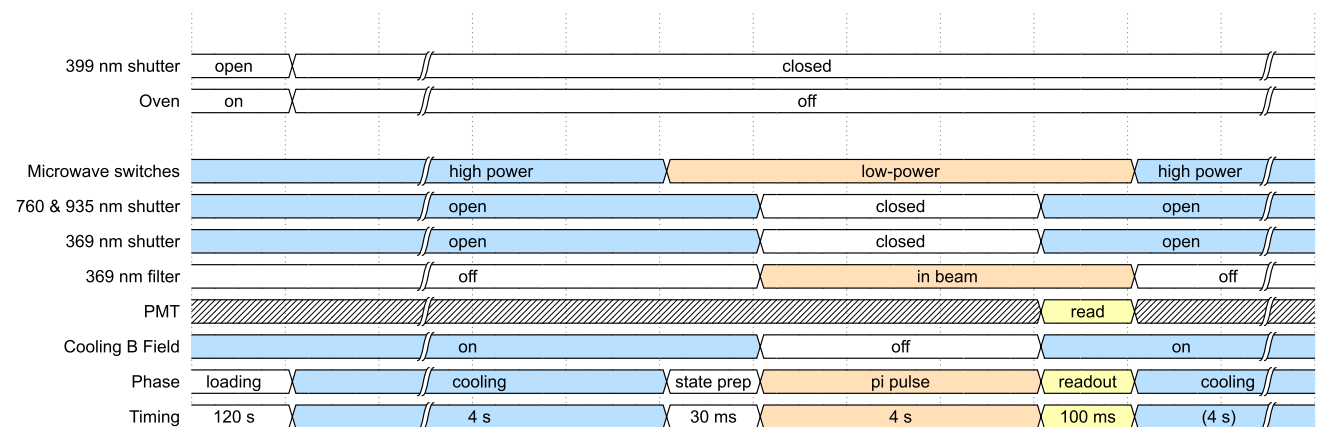 399 nm shutter open closed
Oven on off
Microwave switches high power low-power high power
760 & 935 nm shutter open closed open
369 nm shutter open closed open
369 nm filter off in beam off
PMT read
Cooling B Field on off on
Phase loading cooling state prep pi pulse readout cooling
Timing 120 s 4 s 30 ms 4 s 100 ms (4 s)